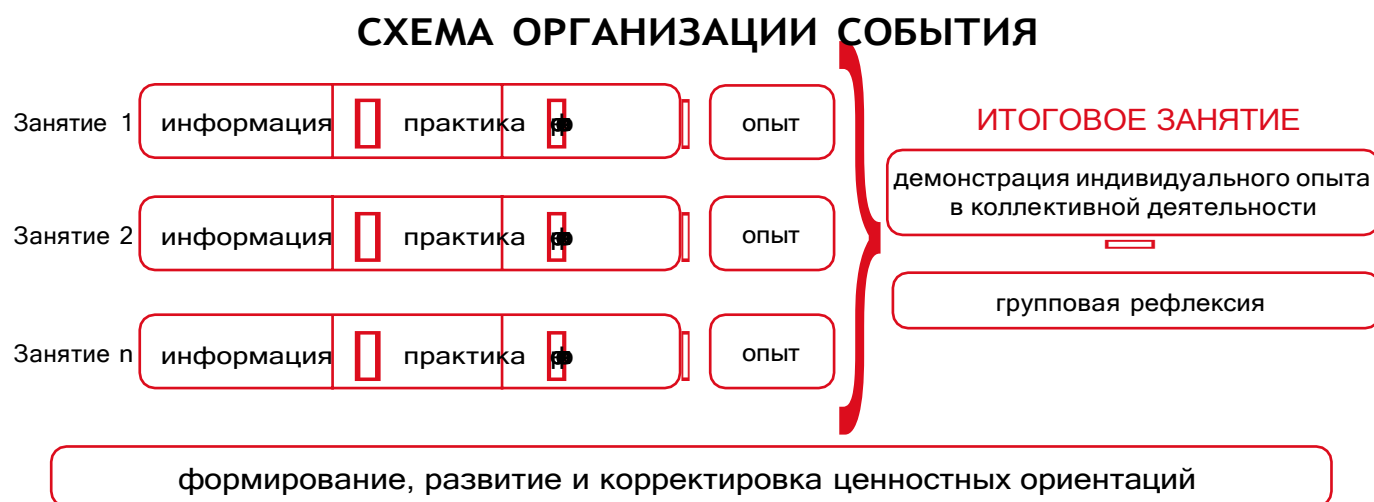 СХЕМА ОРГАНИЗАЦИИ СОБЫТИЯ
Занятие 1 информация практика опыт
ИТОГОВОЕ ЗАНЯТИЕ
демонстрация индивидуального опыта
в коллективной деятельности
Занятие 2 информация практика опыт
групповая рефлексия
Занятие n информация практика опыт
формирование, развитие и корректировка ценностных ориентаций